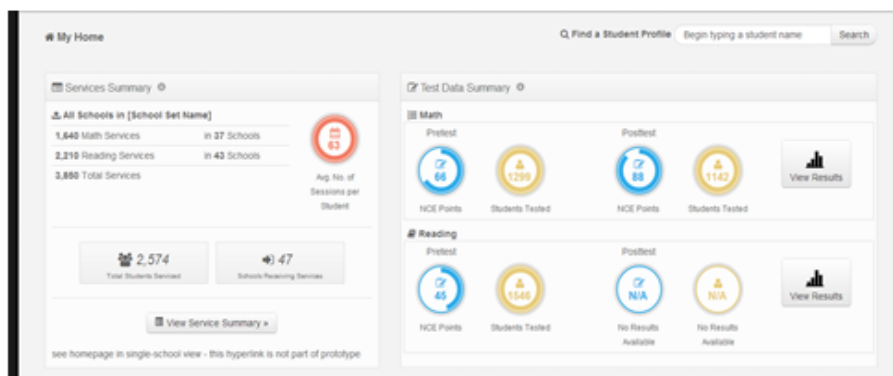 My Home
Find a Student Profile Begin typing a student name Search
Services Summary
All Schools in [School Set Name]
1,640 Math Services in 37 Schools
2,210 Reading Services in 43 Schools
3,850 Total Services
63
Avg. No. of
Sessions per
Student
2,574
Total Students Serviced
47
Schools Receiving Services
View Service Summary »
see homepage in single-school view - this hyperlink is not part of prototype
Test Data Summary
Math
Pretest
66
NCE Points
1299
Students Tested
Posttest
88
NCE Points
1142
Students Tested
View Results
Reading
Pretest
45
NCE Points
1546
Students Tested
Posttest
N/A
No Results
Available
N/A
No Results
Available
View Results